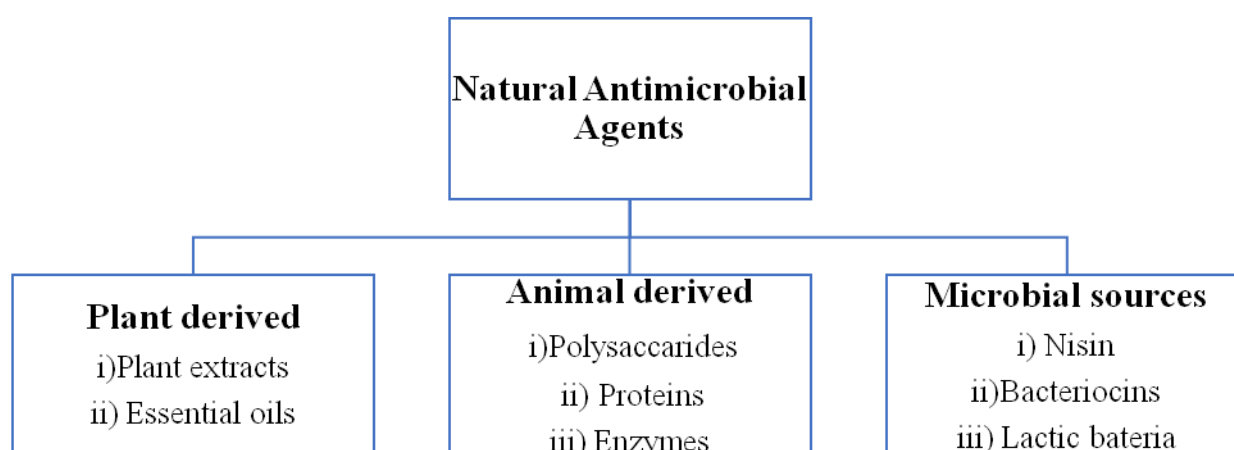 Natural Antimicrobial
Agents
Plant derived
i)Plant extracts
ii) Essential oils
Animal derived
i)Polysaccarides
ii) Proteins
iii) Enzymes
Microbial sources
i) Nisin
ii)Bacteriocins
iii) Lactic bateria